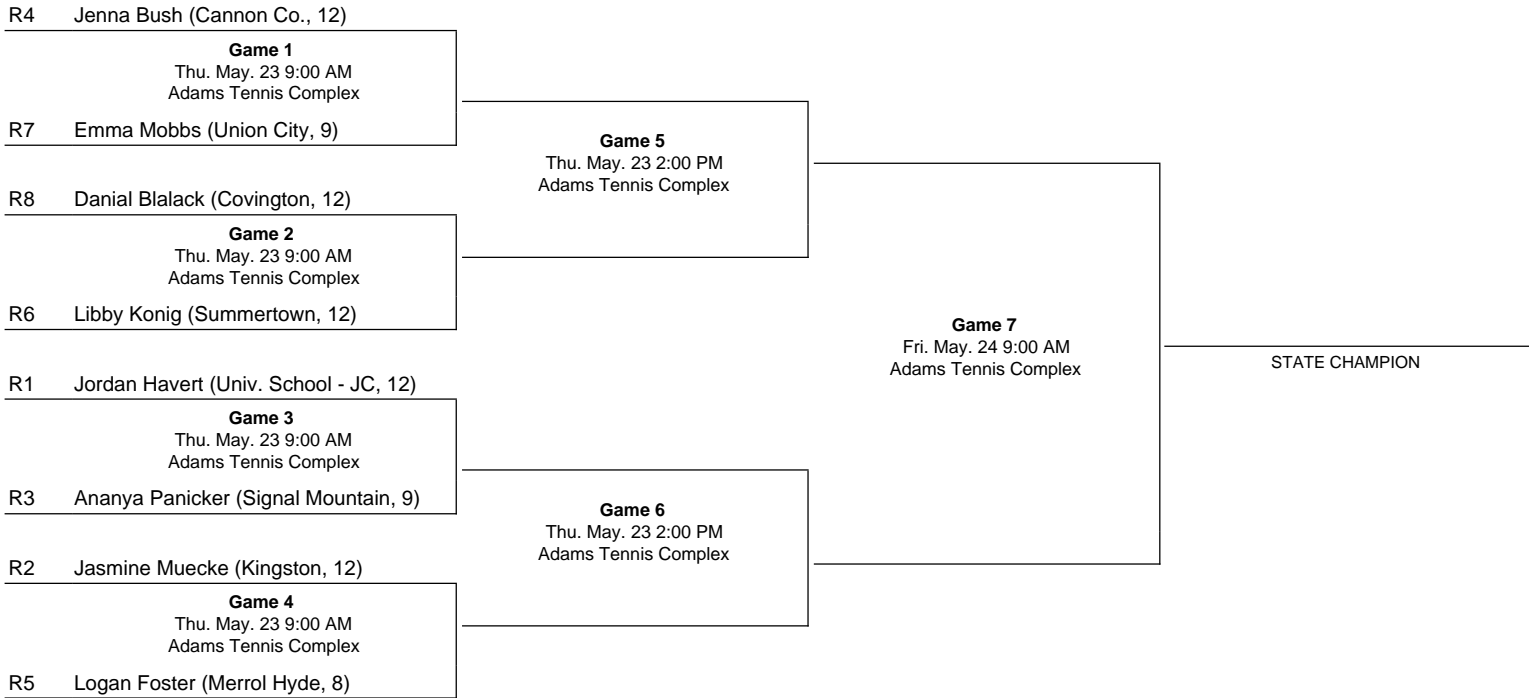 R4 Jenna Bush (Cannon Co., 12)
Game 1
Thu. May. 23 9:00 AM
Adams Tennis Complex
R7 Emma Mobbs (Union City, 9)
R8 Danial Blalack (Covington, 12)
Game 2
Thu. May. 23 9:00 AM
Adams Tennis Complex
R6 Libby Konig (Summertown, 12)
R1 Jordan Havert (Univ. School - JC, 12)
Game 3
Thu. May. 23 9:00 AM
Adams Tennis Complex
R3 Ananya Panicker (Signal Mountain, 9)
R2 Jasmine Muecke (Kingston, 12)
Game 4
Thu. May. 23 9:00 AM
Adams Tennis Complex
R5 Logan Foster (Merrol Hyde, 8)
Game 5
Thu. May. 23 2:00 PM
Adams Tennis Complex
Game 6
Thu. May. 23 2:00 PM
Adams Tennis Complex
Game 7
Fri. May. 24 9:00 AM
Adams Tennis Complex
STATE CHAMPION